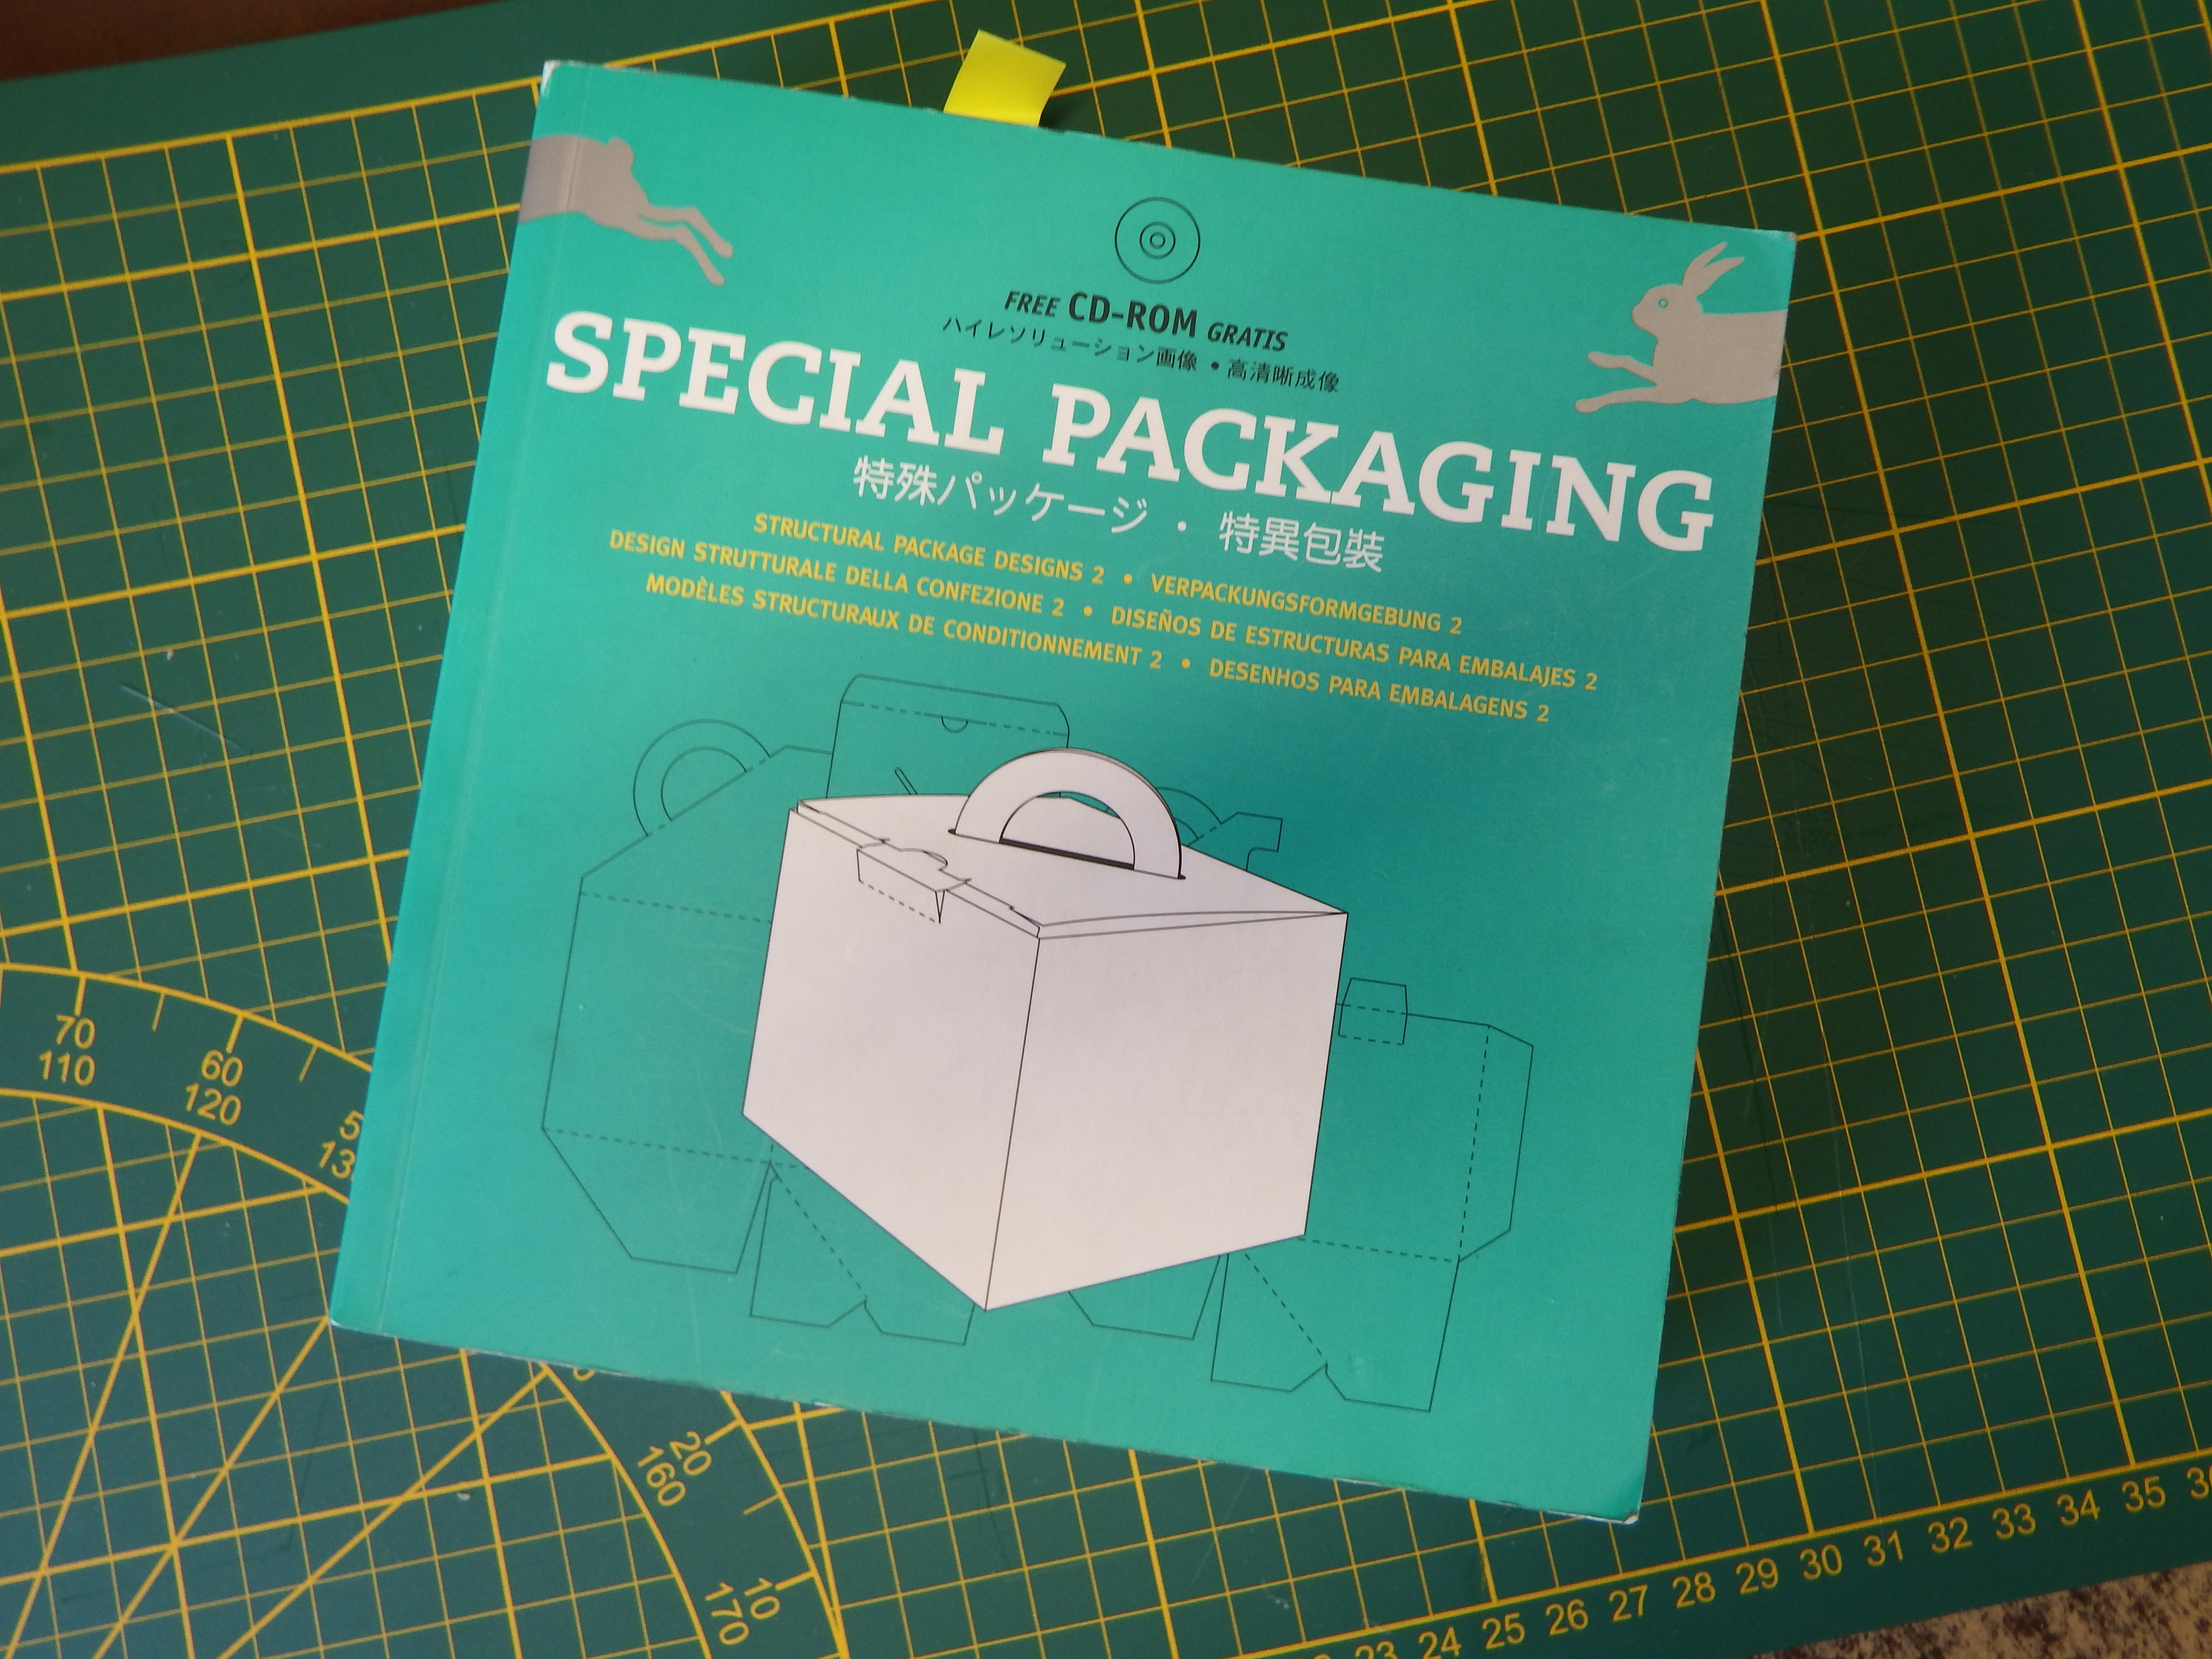 FREE CD-ROM GRATIS
ハイレソリューション画像 • 高清晰成像
SPECIAL PACKAGING
特殊パッケージ ・ 特異包裝
STRUCTURAL PACKAGE DESIGNS 2 • VERPACKUNGSFORMGEBUNG 2
DESIGN STRUTTURALE DELLA CONFEZIONE 2 • DISEÑOS DE ESTRUCTURAS PARA EMBALAJES 2
MODÈLES STRUCTURAUX DE CONDITIONNEMENT 2 • DESENHOS PARA EMBALAGENS 2
70 60
110 120
20
160
10
170
23 24 25 26 27 28 29 30 31 32 33 34 35